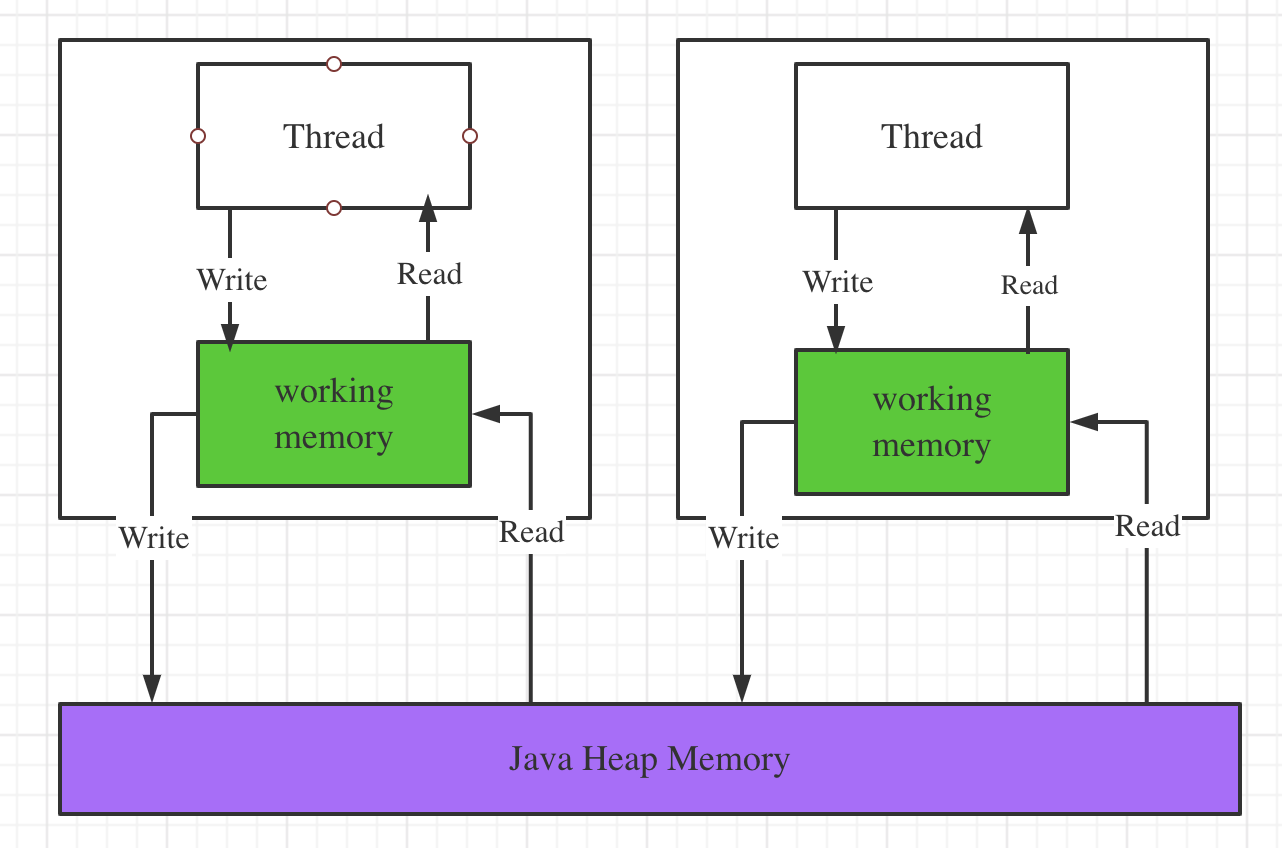 Thread
Write
Read
working
memory
Write
Read
Thread
Write
Read
working
memory
Write
Read
Java Heap Memory